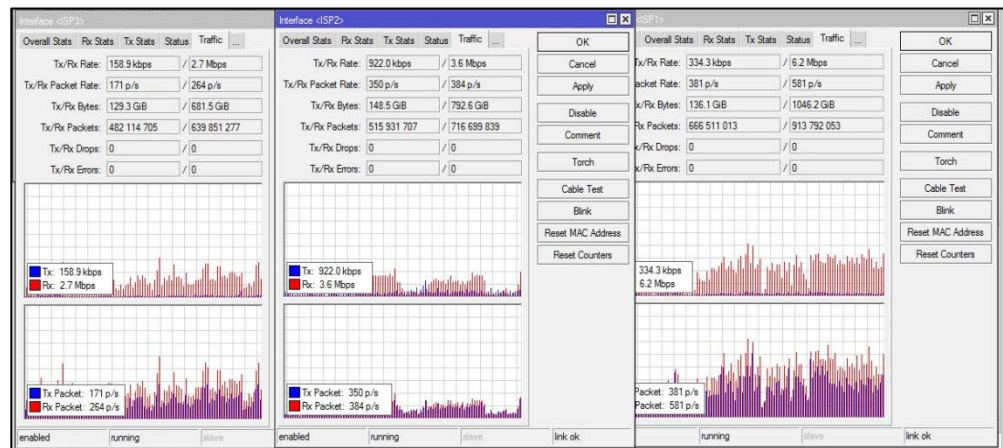 Interface <ISP3>
Overall Stats Rx Stats Tx Stats Status Traffic ...
Tx/Rx Rate: 158.9 kbps / 2.7 Mbps
Tx/Rx Packet Rate: 171 p/s / 264 p/s
Tx/Rx Bytes: 129.3 GiB / 681.5 GiB
Tx/Rx Packets: 482 114 705 / 639 851 277
Tx/Rx Drops: 0 / 0
Tx/Rx Errors: 0 / 0
Tx: 158.9 kbps
Rx: 2.7 Mbps
Tx Packet: 171 p/s
Rx Packet: 264 p/s
enabled running slave
Interface <ISP2>
Overall Stats Rx Stats Tx Stats Status Traffic ...
Tx/Rx Rate: 922.0 kbps / 3.6 Mbps
Tx/Rx Packet Rate: 350 p/s / 384 p/s
Tx/Rx Bytes: 148.5 GiB / 792.6 GiB
Tx/Rx Packets: 515 931 707 / 716 699 839
Tx/Rx Drops: 0 / 0
Tx/Rx Errors: 0 / 0
Tx: 922.0 kbps
Rx: 3.6 Mbps
Tx Packet: 350 p/s
Rx Packet: 384 p/s
OK
Cancel
Apply
Disable
Comment
Torch
Cable Test
Blink
Reset MAC Address
Reset Counters
enabled running slave link ok
<ISP1>
Overall Stats Rx Stats Tx Stats Status Traffic ...
Tx/Rx Rate: 334.3 kbps / 6.2 Mbps
Packet Rate: 381 p/s / 581 p/s
Tx/Rx Bytes: 136.1 GiB / 1046.2 GiB
Rx Packets: 666 511 013 / 913 792 053
Tx/Rx Drops: 0 / 0
Tx/Rx Errors: 0 / 0
334.3 kbps
6.2 Mbps
Packet: 381 p/s
Packet: 581 p/s
OK
Cancel
Apply
Disable
Comment
Torch
Cable Test
Blink
Reset MAC Address
Reset Counters
running slave link ok